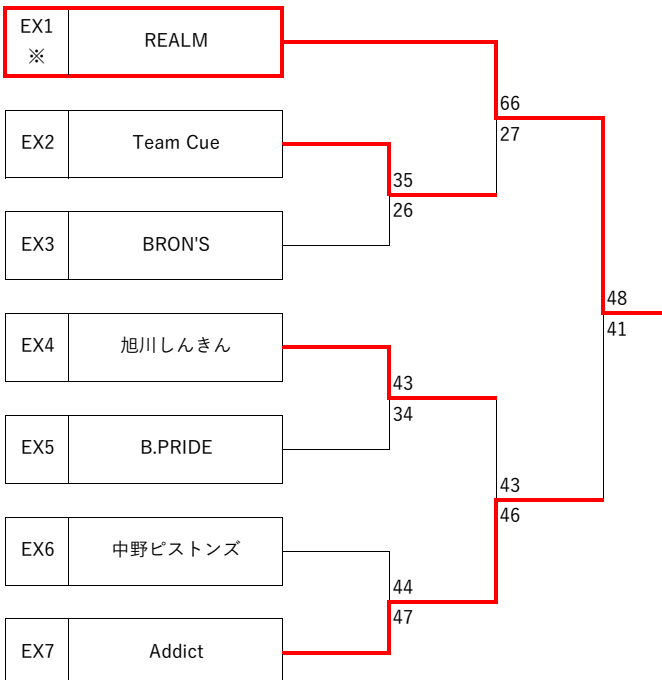 EX1
※
REALM
66
27
EX2
Team Cue
35
26
EX3
BRON'S
48
41
EX4
旭川しんきん
43
34
EX5
B.PRIDE
43
46
EX6
中野ピストンズ
44
47
EX7
Addict